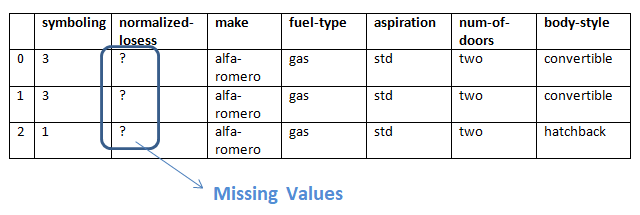 symboling normalized-losess make fuel-type aspiration num-of-doors body-style
0 3 ? alfa-romero gas std two convertible
1 3 ? alfa-romero gas std two convertible
2 1 ? alfa-romero gas std two hatchback
Missing Values